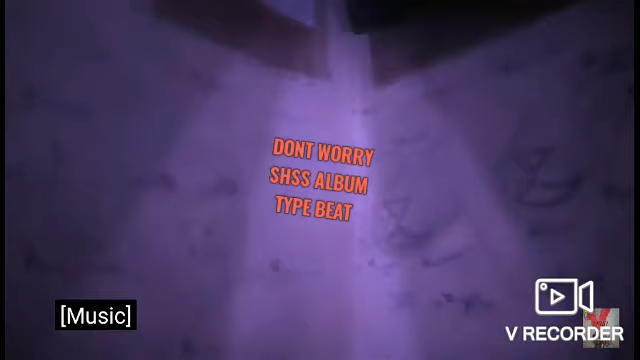 DONT WORRY
SHSS ALBUM
TYPE BEAT
[Music]
V RECORDER